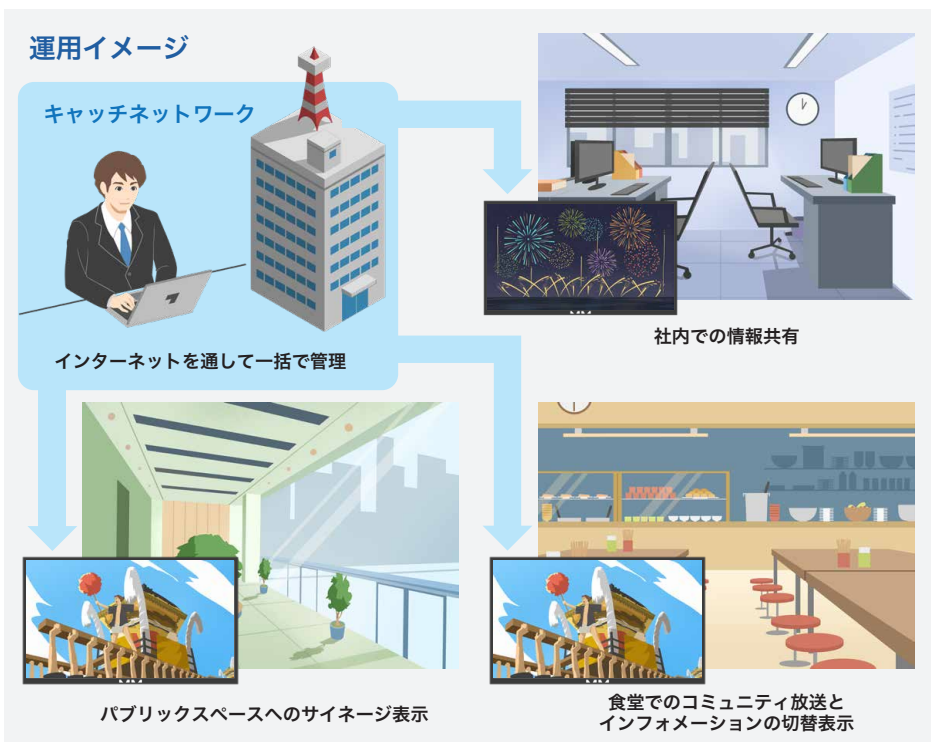 運用イメージ
キャッチネットワーク
インターネットを通して一括で管理
社内での情報共有
パブリックスペースへのサイネージ表示
食堂でのコミュニティ放送と
インフォメーションの切替表示